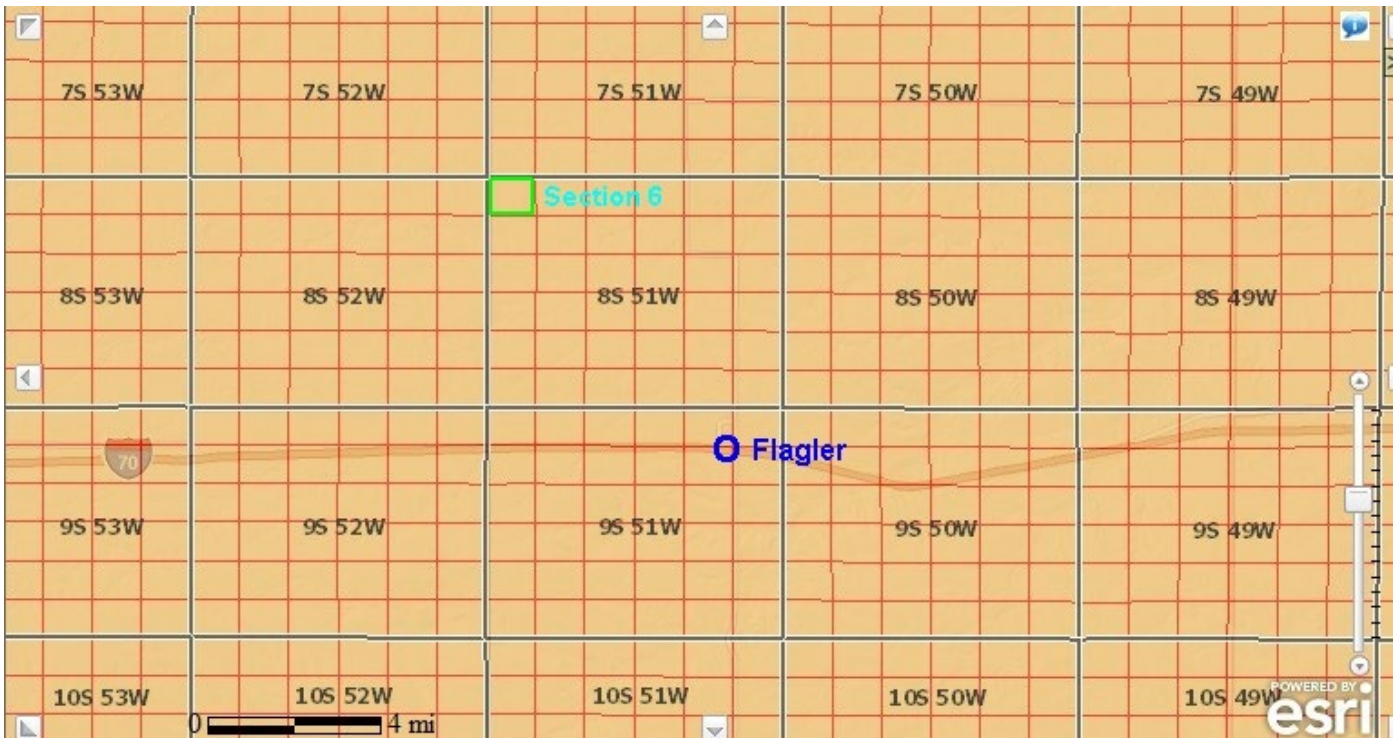 7S 53W
7S 52W
7S 51W
7S 50W
7S 49W
Section 6
8S 53W
8S 52W
8S 51W
8S 50W
8S 49W
70
Flagler
9S 53W
9S 52W
9S 51W
9S 50W
9S 49W
10S 53W
10S 52W
10S 51W
10S 50W
10S 49W
0 4 mi
POWERED BY
esri